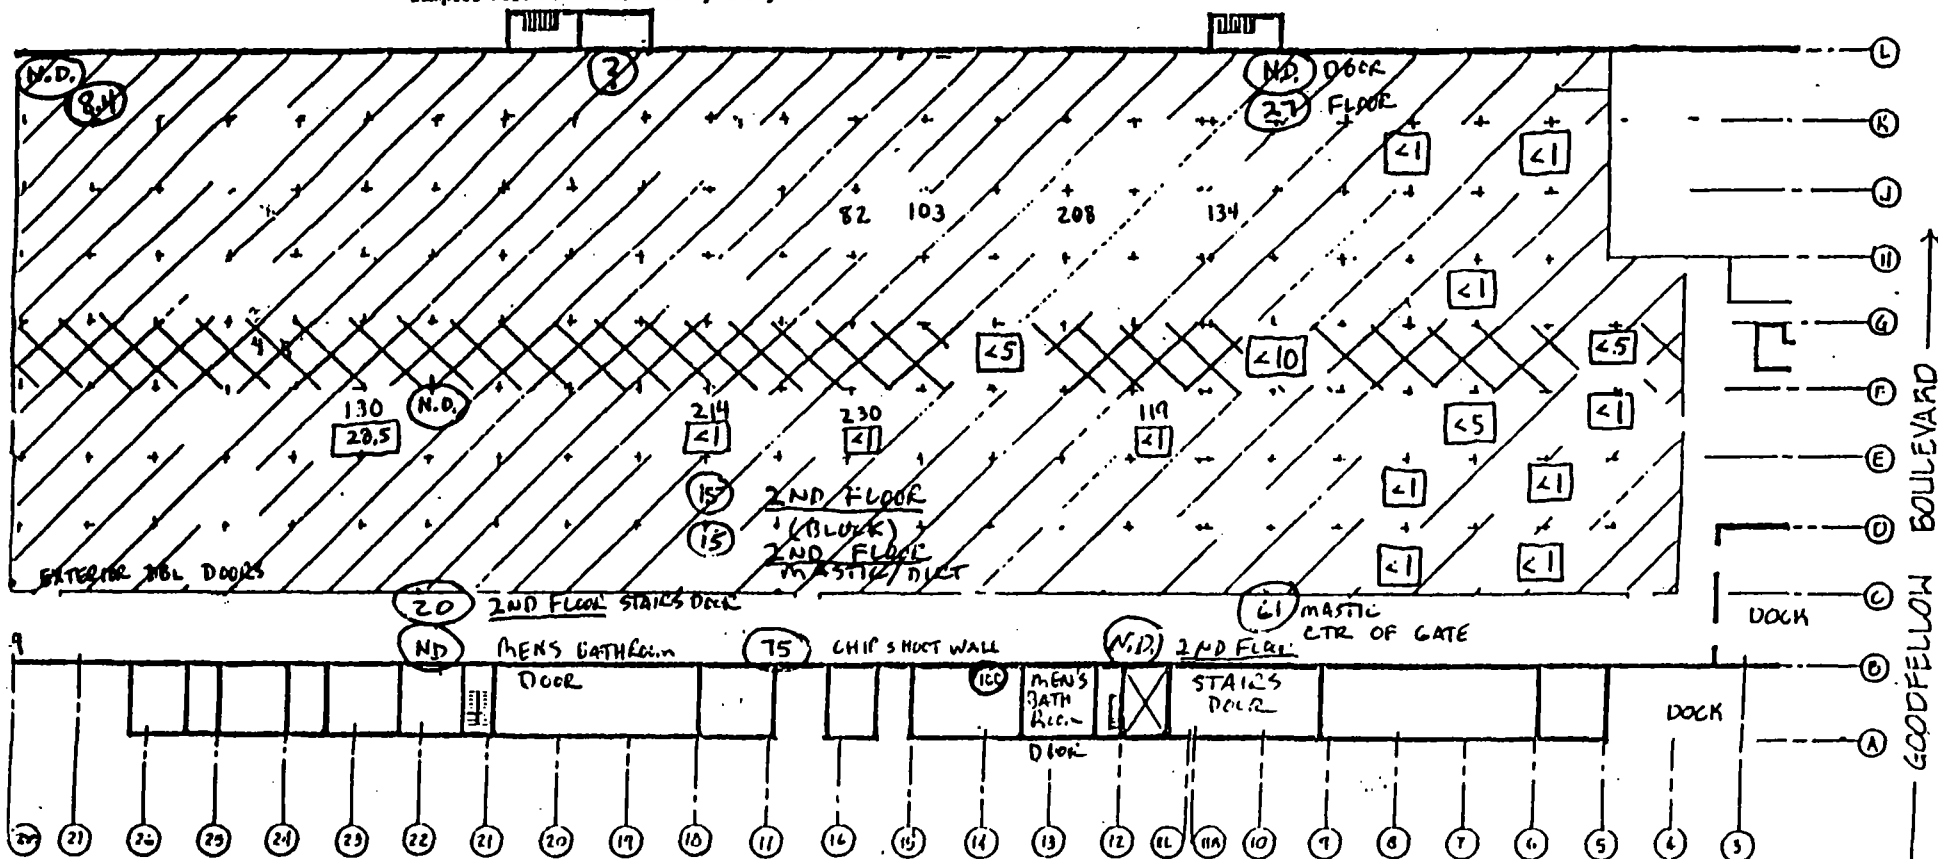 L
N.D.
?
N.D. DOOR
8.4
27 FLOOR
K
<1
<1
J
82 103 208 134
H
<1
G
<5
<10
<.5
F
130
N.D.
214
230
119
<5
<1
28.5
<1
<1
<1
E
15
2ND FLOOR
<1
<1
(BLOCK)
D
15
2ND FLOOR
MASTIC/DIRT
<1
<1
EXTERIOR DBL DOORS
C
20 2ND FLOOR STAIRS DOOR
61 MASTIC
CTR OF GATE
DOCK
ND MENS BATHROOM
DOOR
75 CHIP SHOOT WALL
N.D. 2ND FLOOR
STAIRS
DOOR
B
MEN'S
BATH
ROOM
DOOR
DOCK
A
GOODFELLOW BOULEVARD
27 26 25 24 23 22 21 20 19 18 17 16 15 14 13 12 11L 11A 10 9 8 7 6 5 4 3